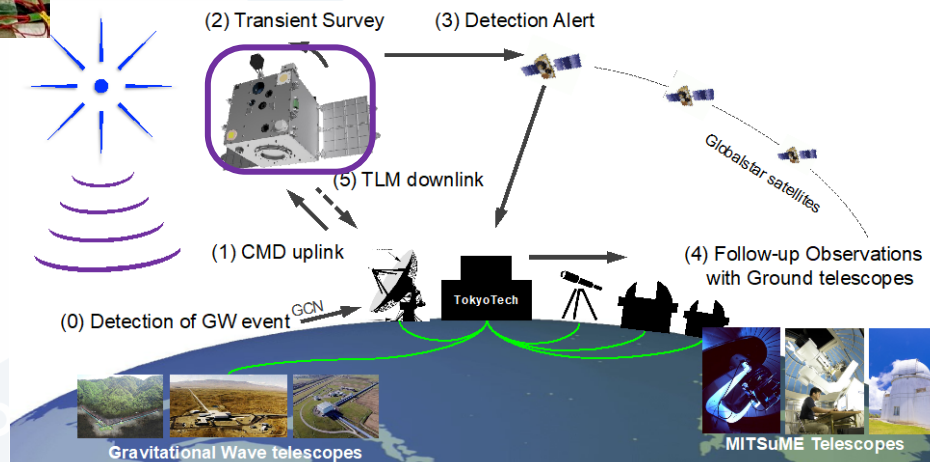 (2) Transient Survey
(3) Detection Alert
Globalstar satellites
(5) TLM downlink
(1) CMD uplink
(4) Follow-up Observations
with Ground telescopes
TokyoTech
GCN
(0) Detection of GW event
Gravitational Wave telescopes
MITSuME Telescopes